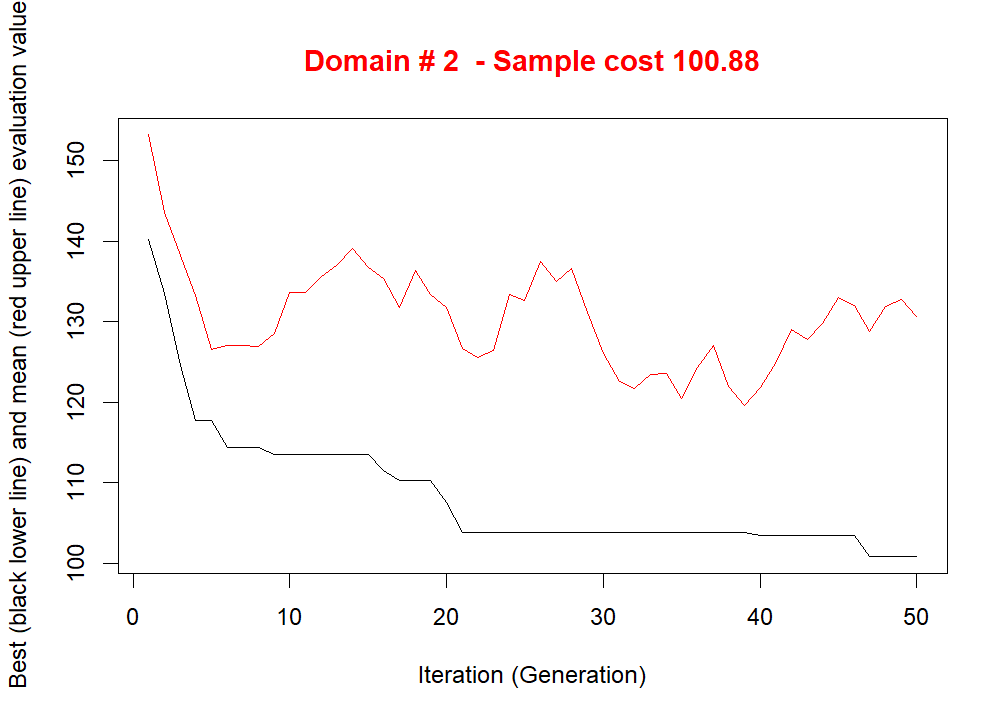 Domain # 2  - Sample cost 100.88
Best (black lower line) and mean (red upper line) evaluation value
150
140
130
120
110
100
0 10 20 30 40 50
Iteration (Generation)